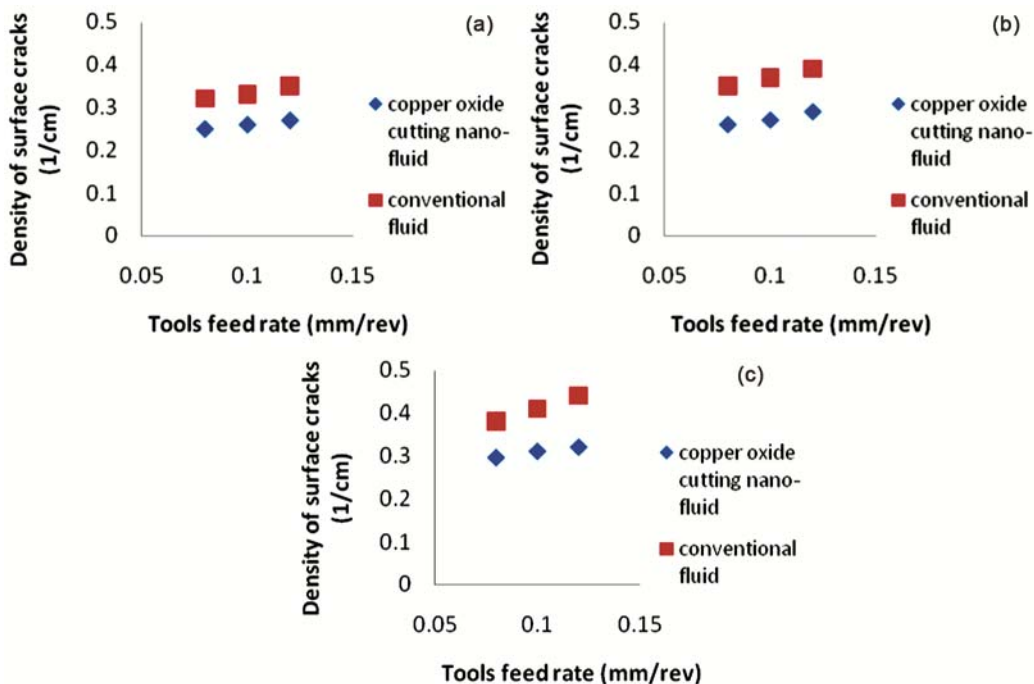 (a)
Density of surface cracks
(1/cm)
0.5
0.4
0.3
0.2
0.1
0
0.05
0.1
0.15
Tools feed rate (mm/rev)
copper oxide
cutting nano-
fluid
conventional
fluid
(b)
Density of surface cracks
(1/cm)
0.5
0.4
0.3
0.2
0.1
0
0.05
0.1
0.15
Tools feed rate (mm/rev)
copper oxide
cutting nano-
fluid
conventional
fluid
(c)
Density of surface cracks
(1/cm)
0.5
0.4
0.3
0.2
0.1
0
0.05
0.1
0.15
Tools feed rate (mm/rev)
copper oxide
cutting nano-
fluid
conventional
fluid